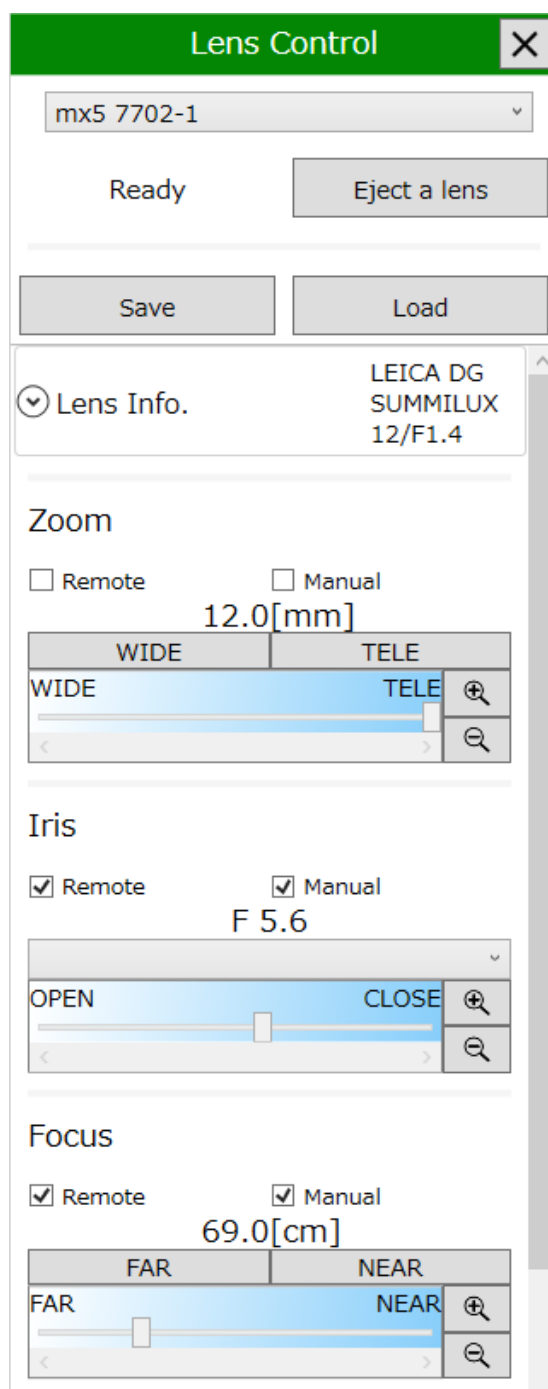 Lens Control
mx5 7702-1
Ready Eject a lens
Save Load
Lens Info.
LEICA DG
SUMMILUX
12/F1.4
Zoom
Remote Manual
12.0[mm]
WIDE TELE
WIDE TELE
Iris
Remote Manual
F 5.6
OPEN CLOSE
Focus
Remote Manual
69.0[cm]
FAR NEAR
FAR NEAR